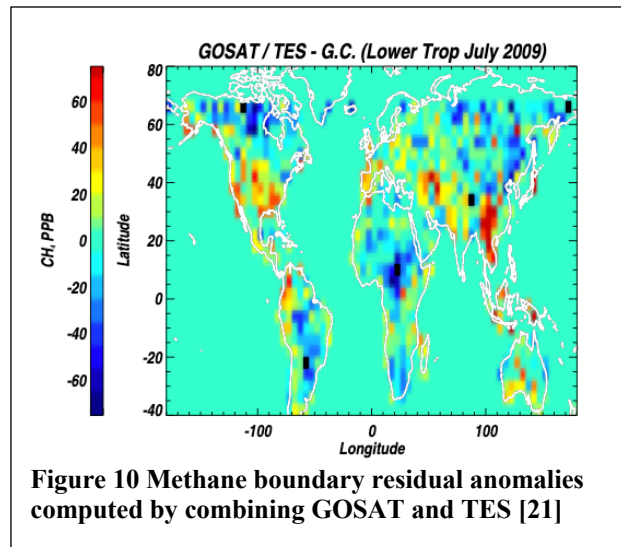 GOSAT / TES - G.C. (Lower Trop July 2009)
80
60
40
20
0
-20
-40
Latitude
60
40
20
0
-20
-40
-60
CH, PPB
-100 0 100
Longitude
Figure 10 Methane boundary residual anomalies
computed by combining GOSAT and TES [21]